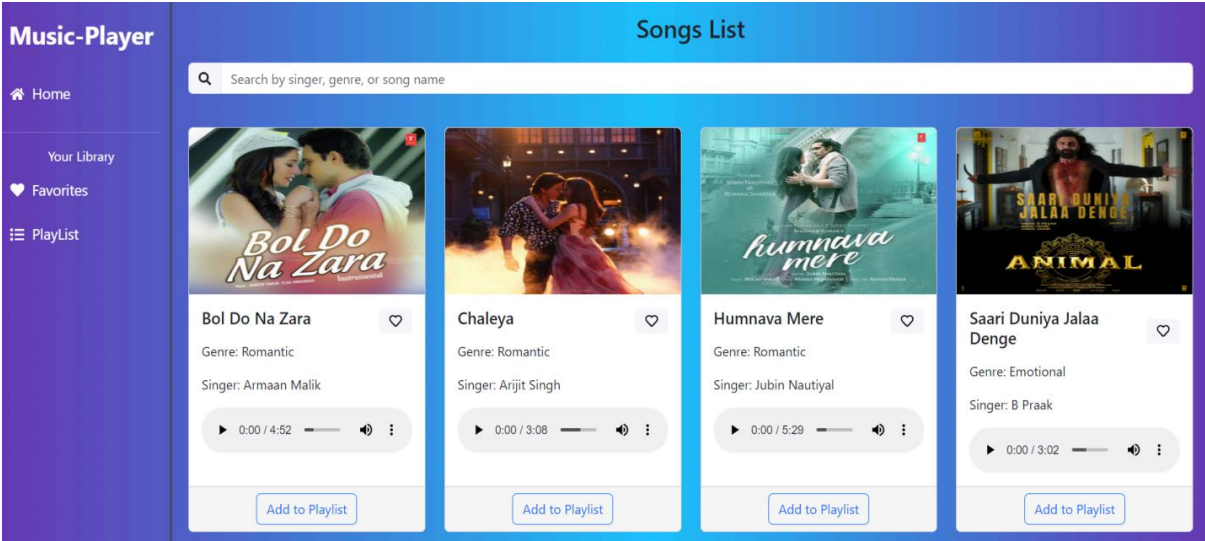 Music-Player
Home
Your Library
Favorites
PlayList
Songs List
Search by singer, genre, or song name
Bol Do
Na Zara
Instrumental
Bol Do Na Zara
Genre: Romantic
Singer: Armaan Malik
0:00 / 4:52
Add to Playlist
Chaleya
Genre: Romantic
Singer: Arijit Singh
0:00 / 3:08
Add to Playlist
humnava
mere
Humnava Mere
Genre: Romantic
Singer: Jubin Nautiyal
0:00 / 5:29
Add to Playlist
SAARI DUNIYA
JALAA DENGE
ANIMAL
Saari Duniya Jalaa
Denge
Genre: Emotional
Singer: B Praak
0:00 / 3:02
Add to Playlist